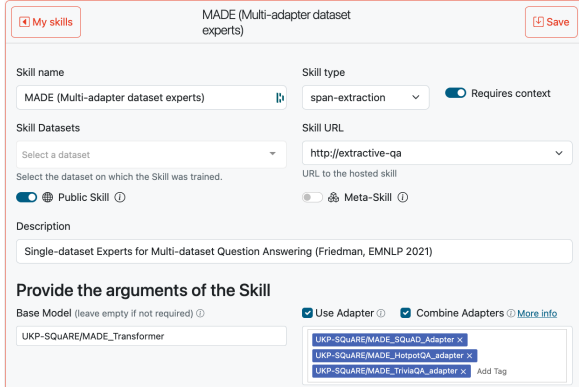 My skills
MADE (Multi-adapter dataset
experts)
Save
Skill name
Skill type
MADE (Multi-adapter dataset experts)
span-extraction
Requires context
Skill Datasets
Skill URL
Select a dataset
http://extractive-qa
Select the dataset on which the Skill was trained.
URL to the hosted skill
Public Skill
Meta-Skill
Description
Single-dataset Experts for Multi-dataset Question Answering (Friedman, EMNLP 2021)
Provide the arguments of the Skill
Base Model (leave empty if not required)
Use Adapter
Combine Adapters
More info
UKP-SQuARE/MADE_Transformer
UKP-SQuARE/MADE_SQuAD_Adapter ×
UKP-SQuARE/MADE_HotpotQA_adapter ×
UKP-SQuARE/MADE_TriviaQA_adapter ×
Add Tag